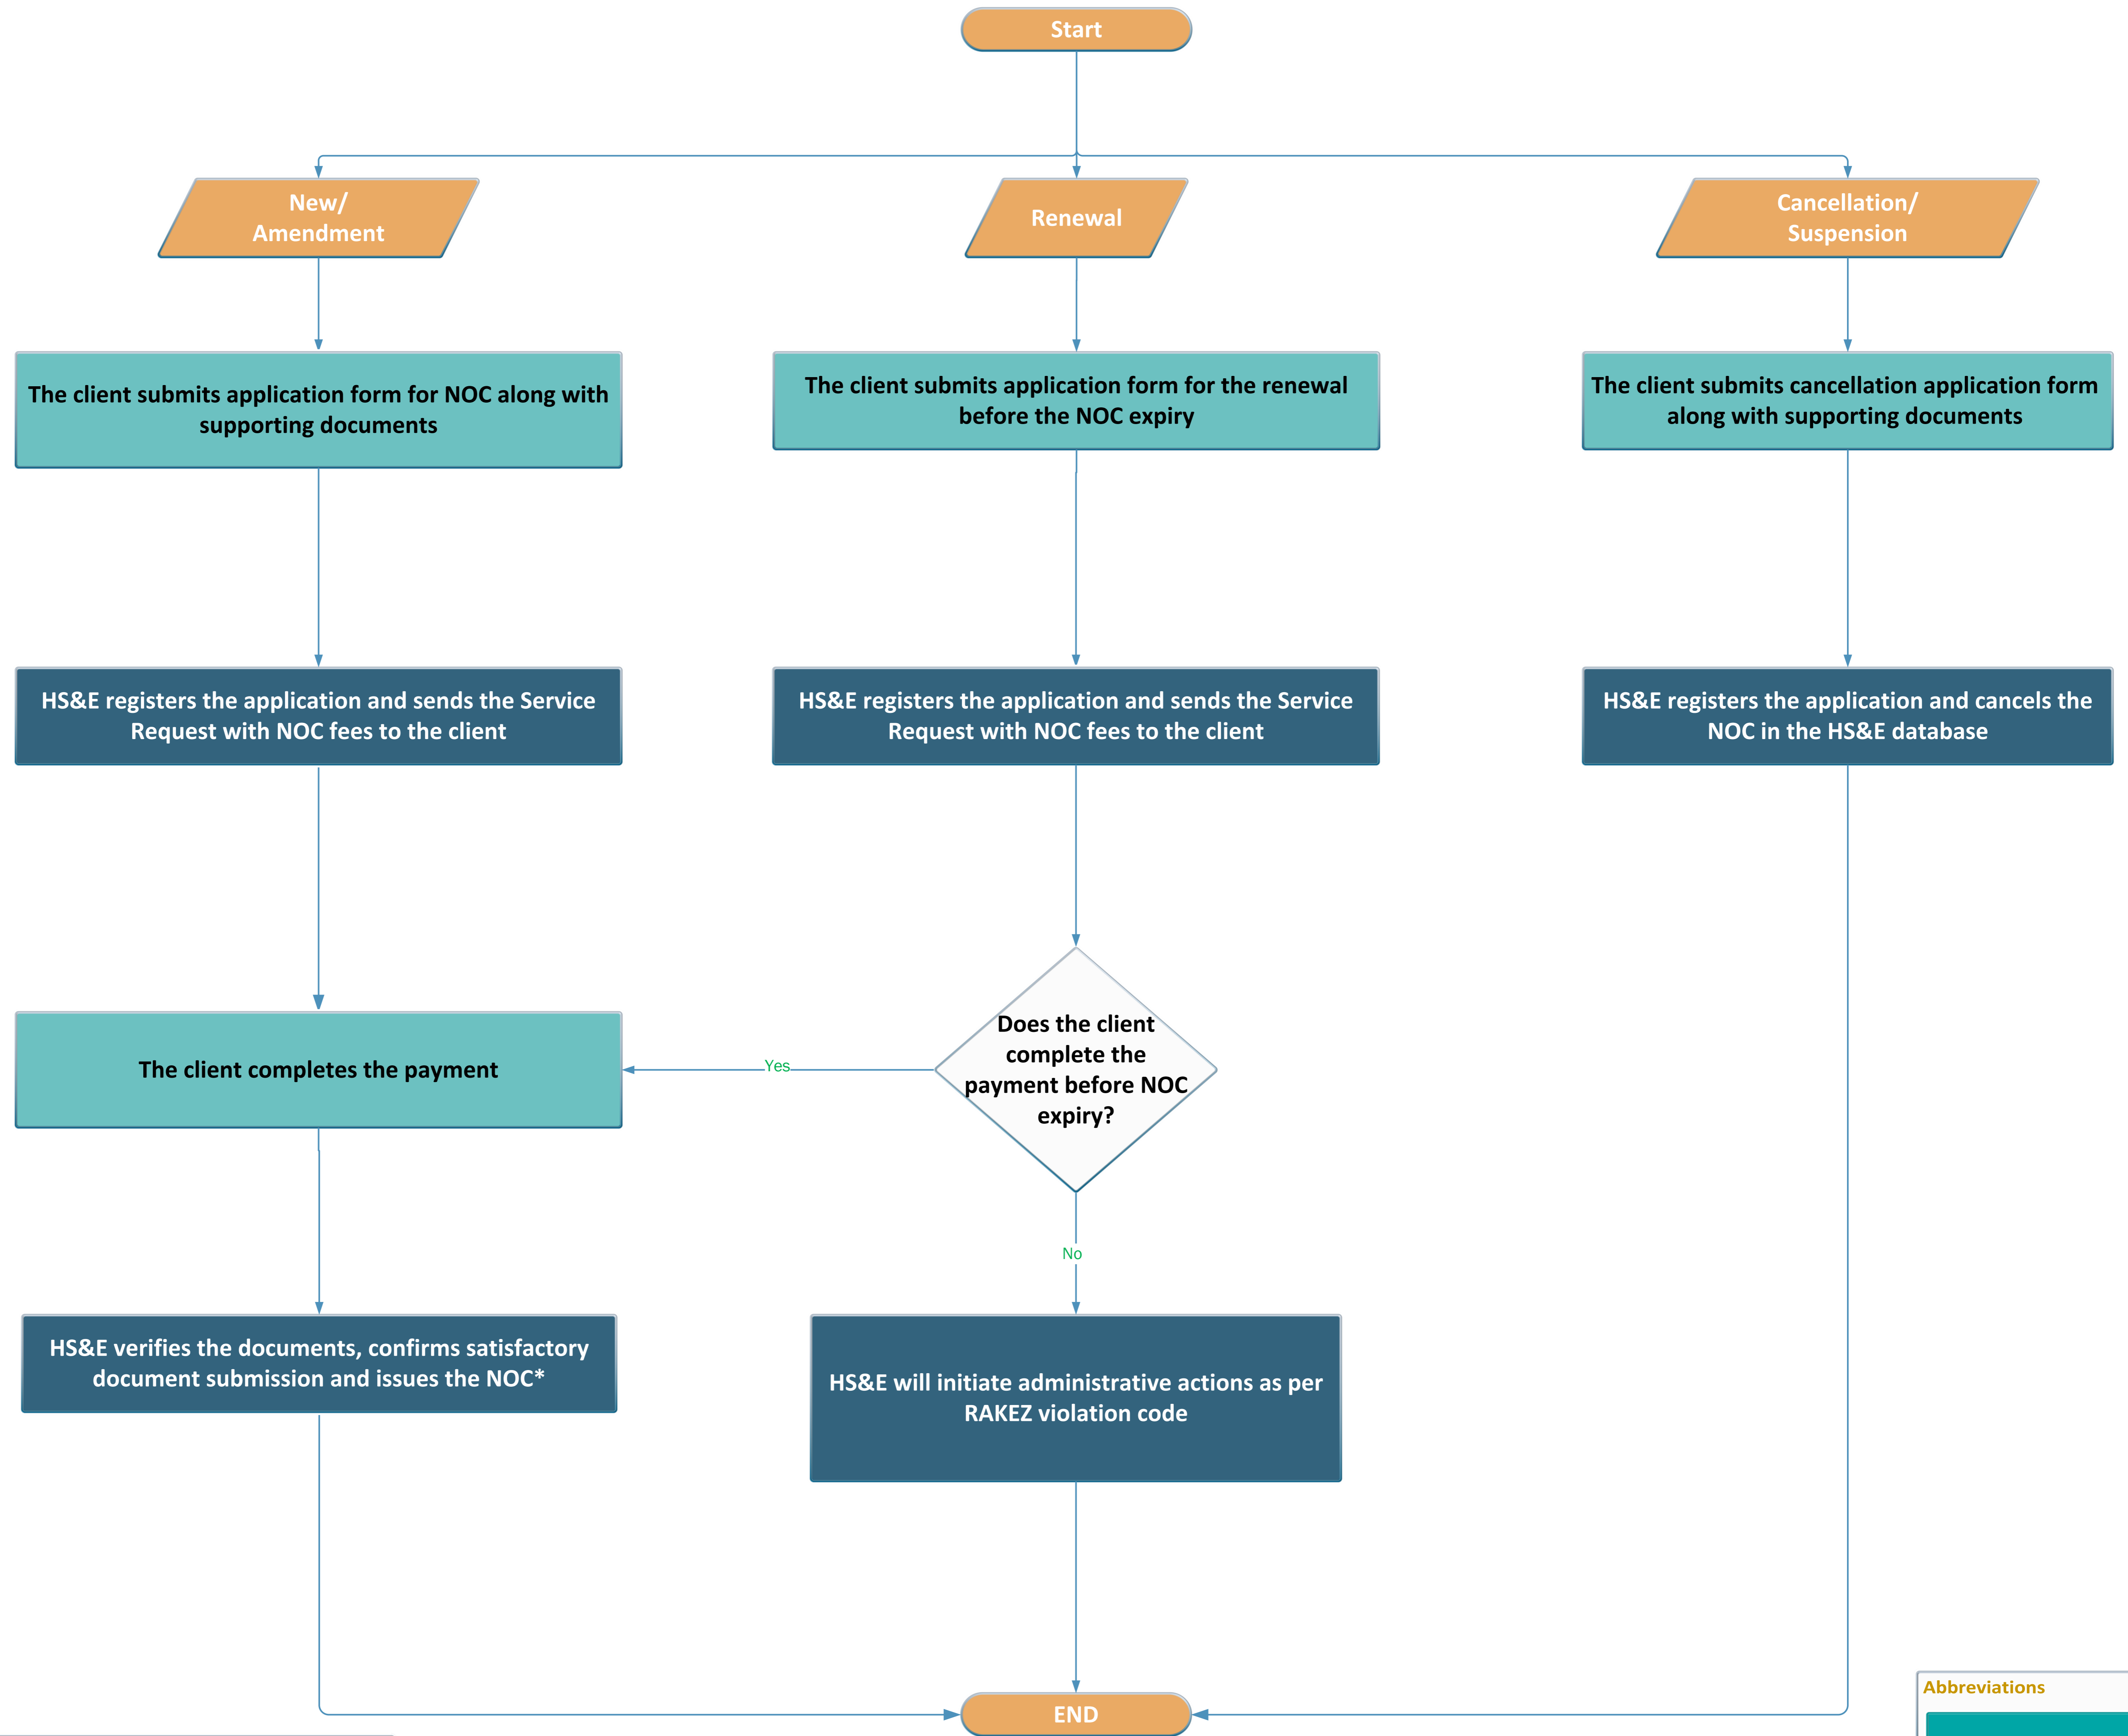 Start
New/
Amendment
Renewal
Cancellation/
Suspension
The client submits application form for NOC along with
supporting documents
The client submits application form for the renewal
before the NOC expiry
The client submits cancellation application form
along with supporting documents
HS&E registers the application and sends the Service
Request with NOC fees to the client
HS&E registers the application and sends the Service
Request with NOC fees to the client
HS&E registers the application and cancels the
NOC in the HS&E database
The client completes the payment
Yes
Does the client
complete the
payment before NOC
expiry?
No
HS&E verifies the documents, confirms satisfactory
document submission and issues the NOC*
HS&E will initiate administrative actions as per
RAKEZ violation code
Abbreviations
END